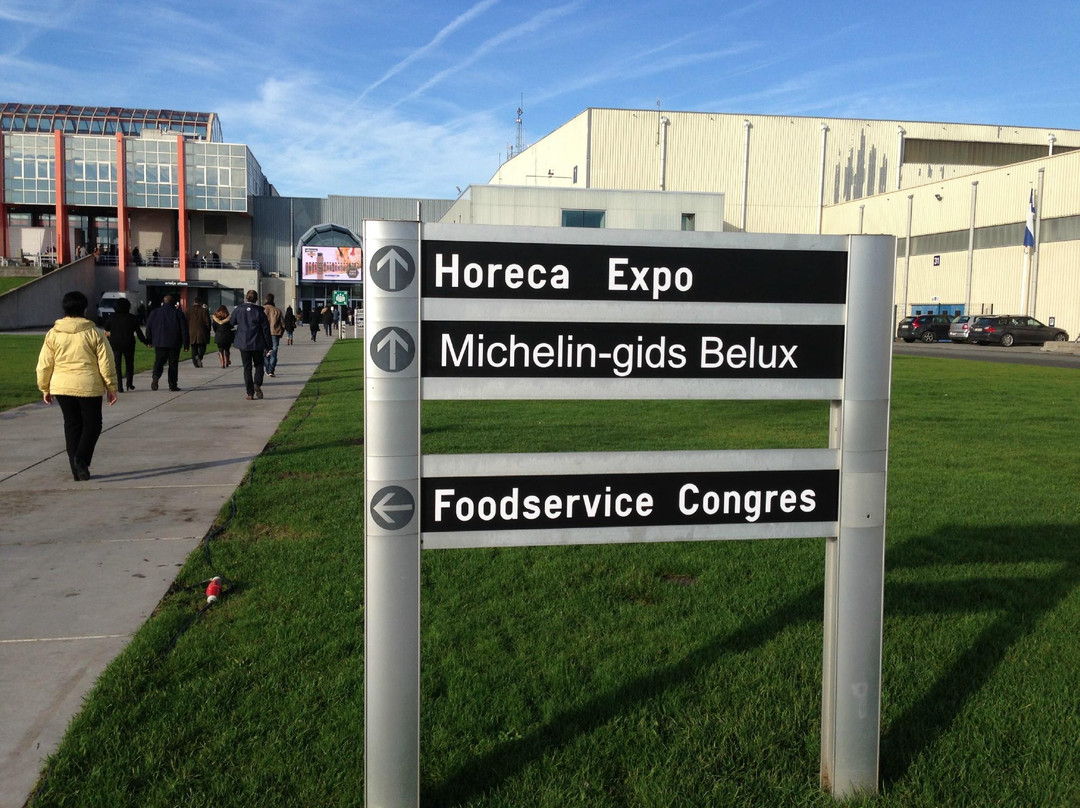 Horeca Expo
Michelin-gids Belux
Foodservice Congres